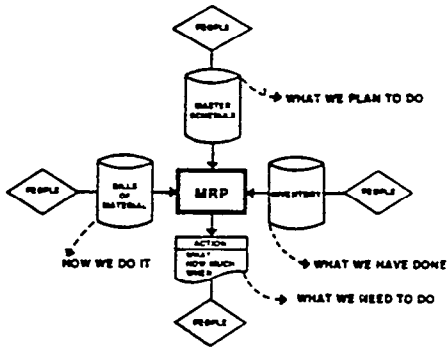 PEOPLE
WHAT WE PLAN TO DO
MASTER
SCHEDULE
PEOPLE
BILLS
OF
MATERIAL
MRP
INVENTORY
PEOPLE
HOW WE DO IT
ACTION
WHAT
HOW MUCH
WHEN
WHAT WE HAVE DONE
WHAT WE NEED TO DO
PEOPLE